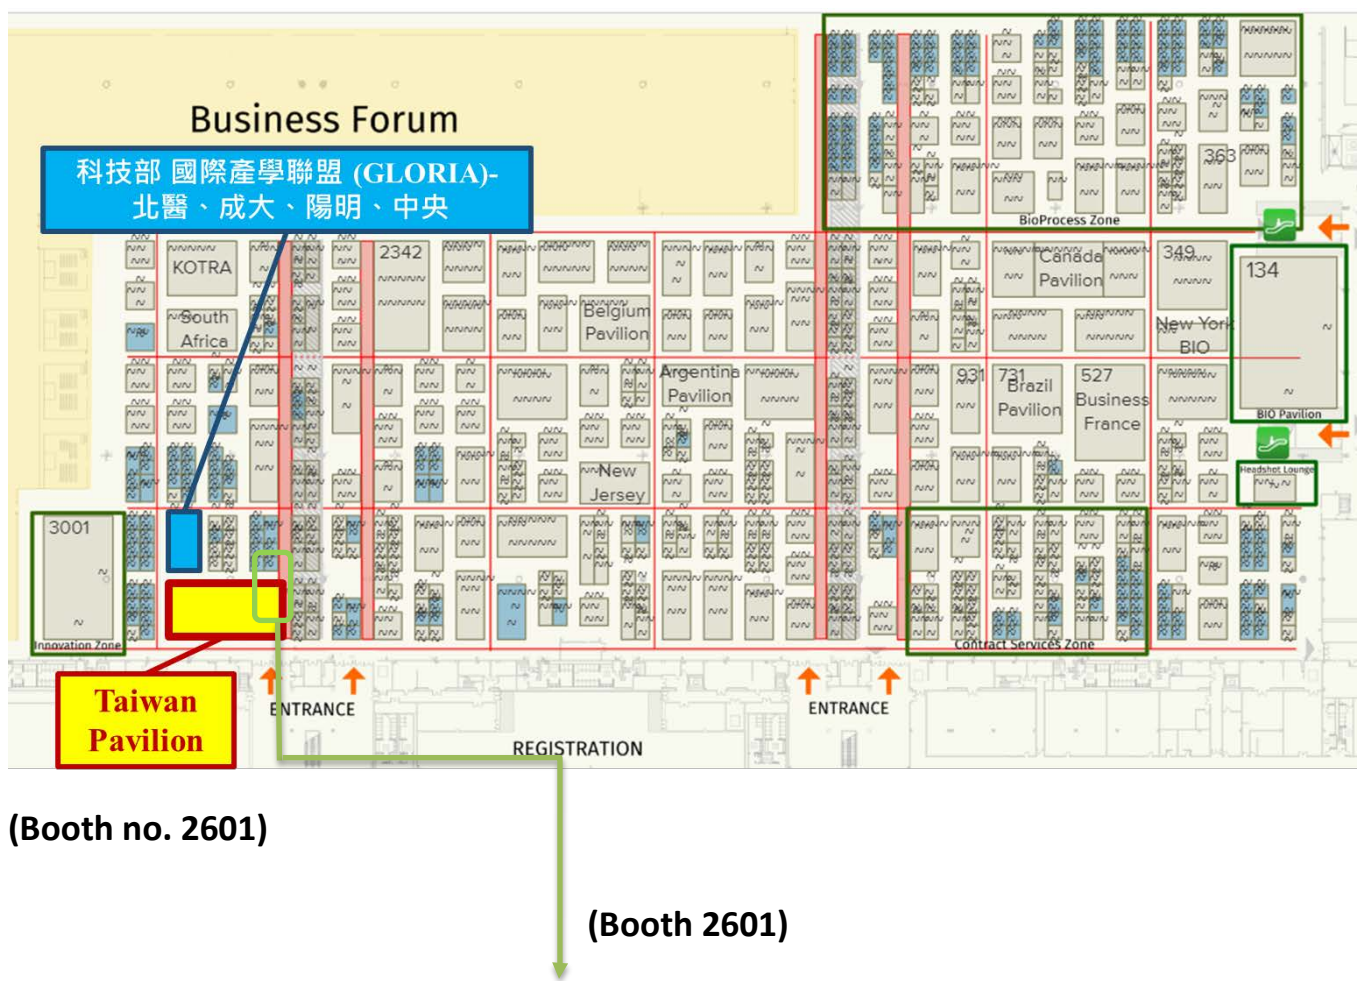 Business Forum
科技部 國際產學聯盟 (GLORIA)-
北醫、成大、陽明、中央
BioProcess Zone
363
KOTRA
2342
Canada
Pavilion
349
134
South
Africa
Belgium
Pavilion
New York
BIO
Argentina
Pavilion
931
731
Brazil
Pavilion
527
Business
France
BIO Pavilion
New
Jersey
Headshot Lounge
3001
Innovation Zone
Contract Services Zone
Taiwan
Pavilion
ENTRANCE
ENTRANCE
REGISTRATION
(Booth no. 2601)
(Booth 2601)